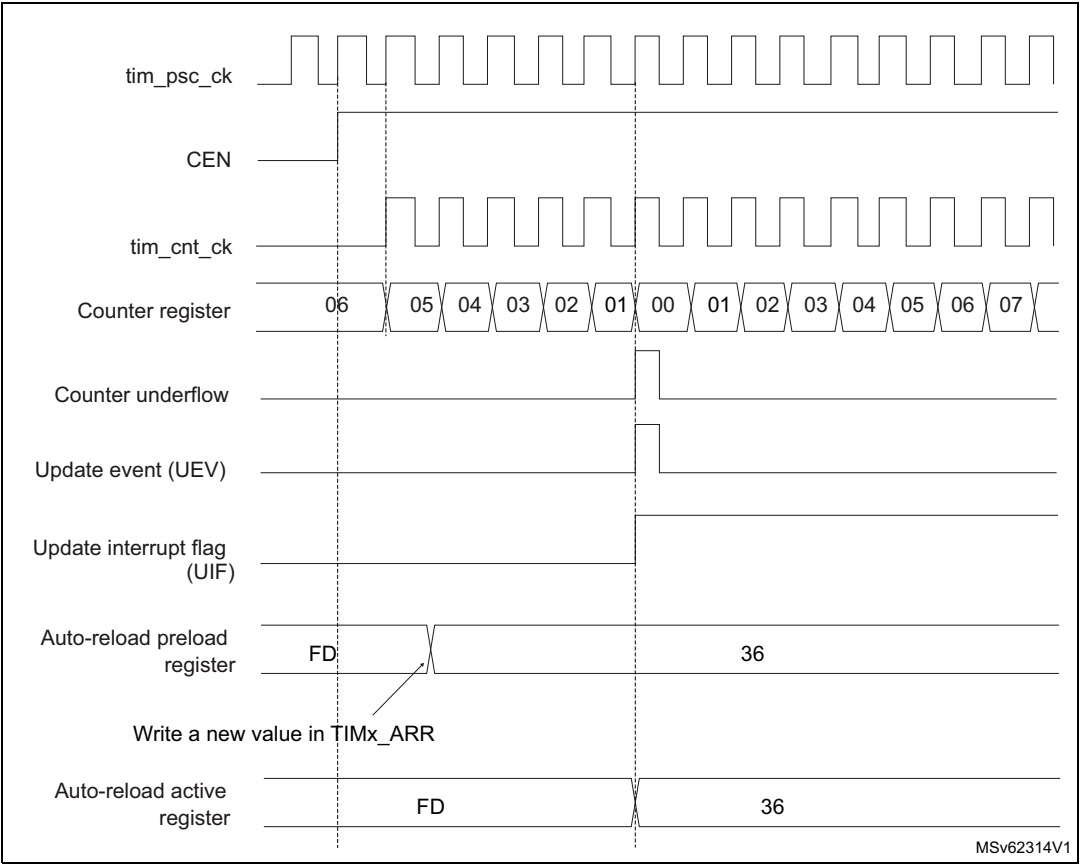 tim_psc_ck
CEN
tim_cnt_ck
Counter register
06 05 04 03 02 01 00 01 02 03 04 05 06 07
Counter underflow
Update event (UEV)
Update interrupt flag
(UIF)
Auto-reload preload
register
FD 36
Write a new value in TIMx_ARR
Auto-reload active
register
FD 36
MSv62314V1